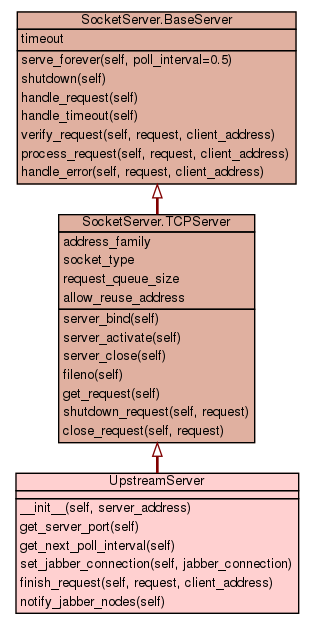 SocketServer.BaseServer
timeout
serve_forever(self, poll_interval=0.5)
shutdown(self)
handle_request(self)
handle_timeout(self)
verify_request(self, request, client_address)
process_request(self, request, client_address)
handle_error(self, request, client_address)
SocketServer.TCPServer
address_family
socket_type
request_queue_size
allow_reuse_address
server_bind(self)
server_activate(self)
server_close(self)
fileno(self)
get_request(self)
shutdown_request(self, request)
close_request(self, request)
UpstreamServer
__init__(self, server_address)
get_server_port(self)
get_next_poll_interval(self)
set_jabber_connection(self, jabber_connection)
finish_request(self, request, client_address)
notify_jabber_nodes(self)